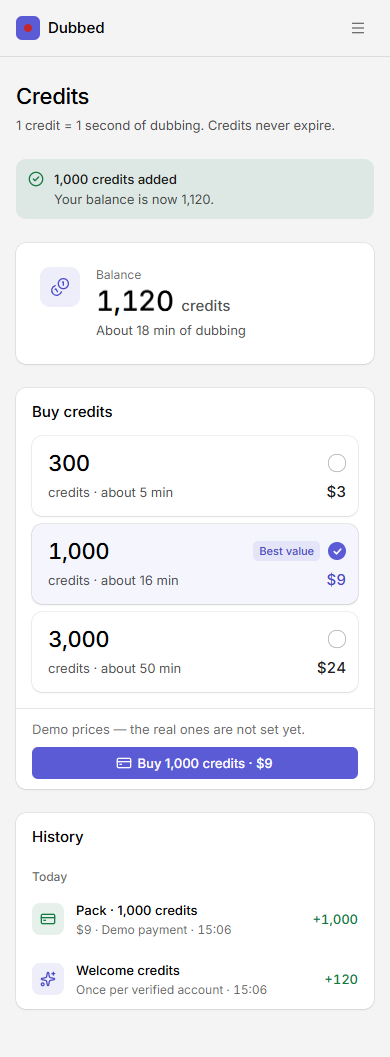 Dubbed
Credits
1 credit = 1 second of dubbing. Credits never expire.
1,000 credits added
Your balance is now 1,120.
Balance
1,120 credits
About 18 min of dubbing
Buy credits
300
credits · about 5 min
$3
1,000
Best value
credits · about 16 min
$9
3,000
credits · about 50 min
$24
Demo prices — the real ones are not set yet.
Buy 1,000 credits · $9
History
Today
Pack · 1,000 credits
$9 · Demo payment · 15:06
+1,000
Welcome credits
Once per verified account · 15:06
+120